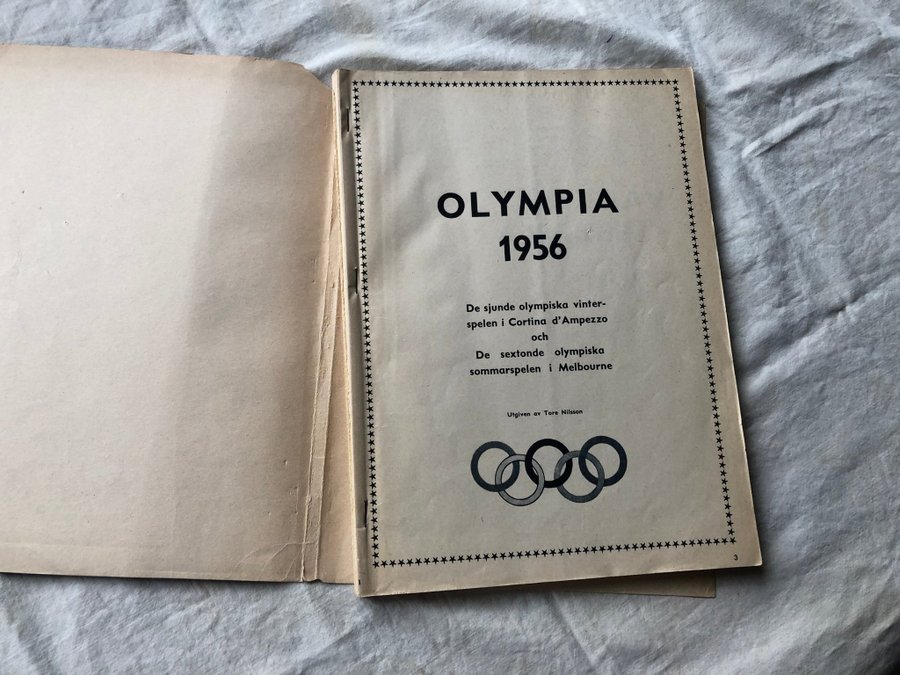 OLYMPIA
1956
De sjunde olympiska vinter-
spelen i Cortina d'Ampezzo
och
De sextonde olympiska
sommarspelen i Melbourne
Utgiven av Tore Nilsson
3